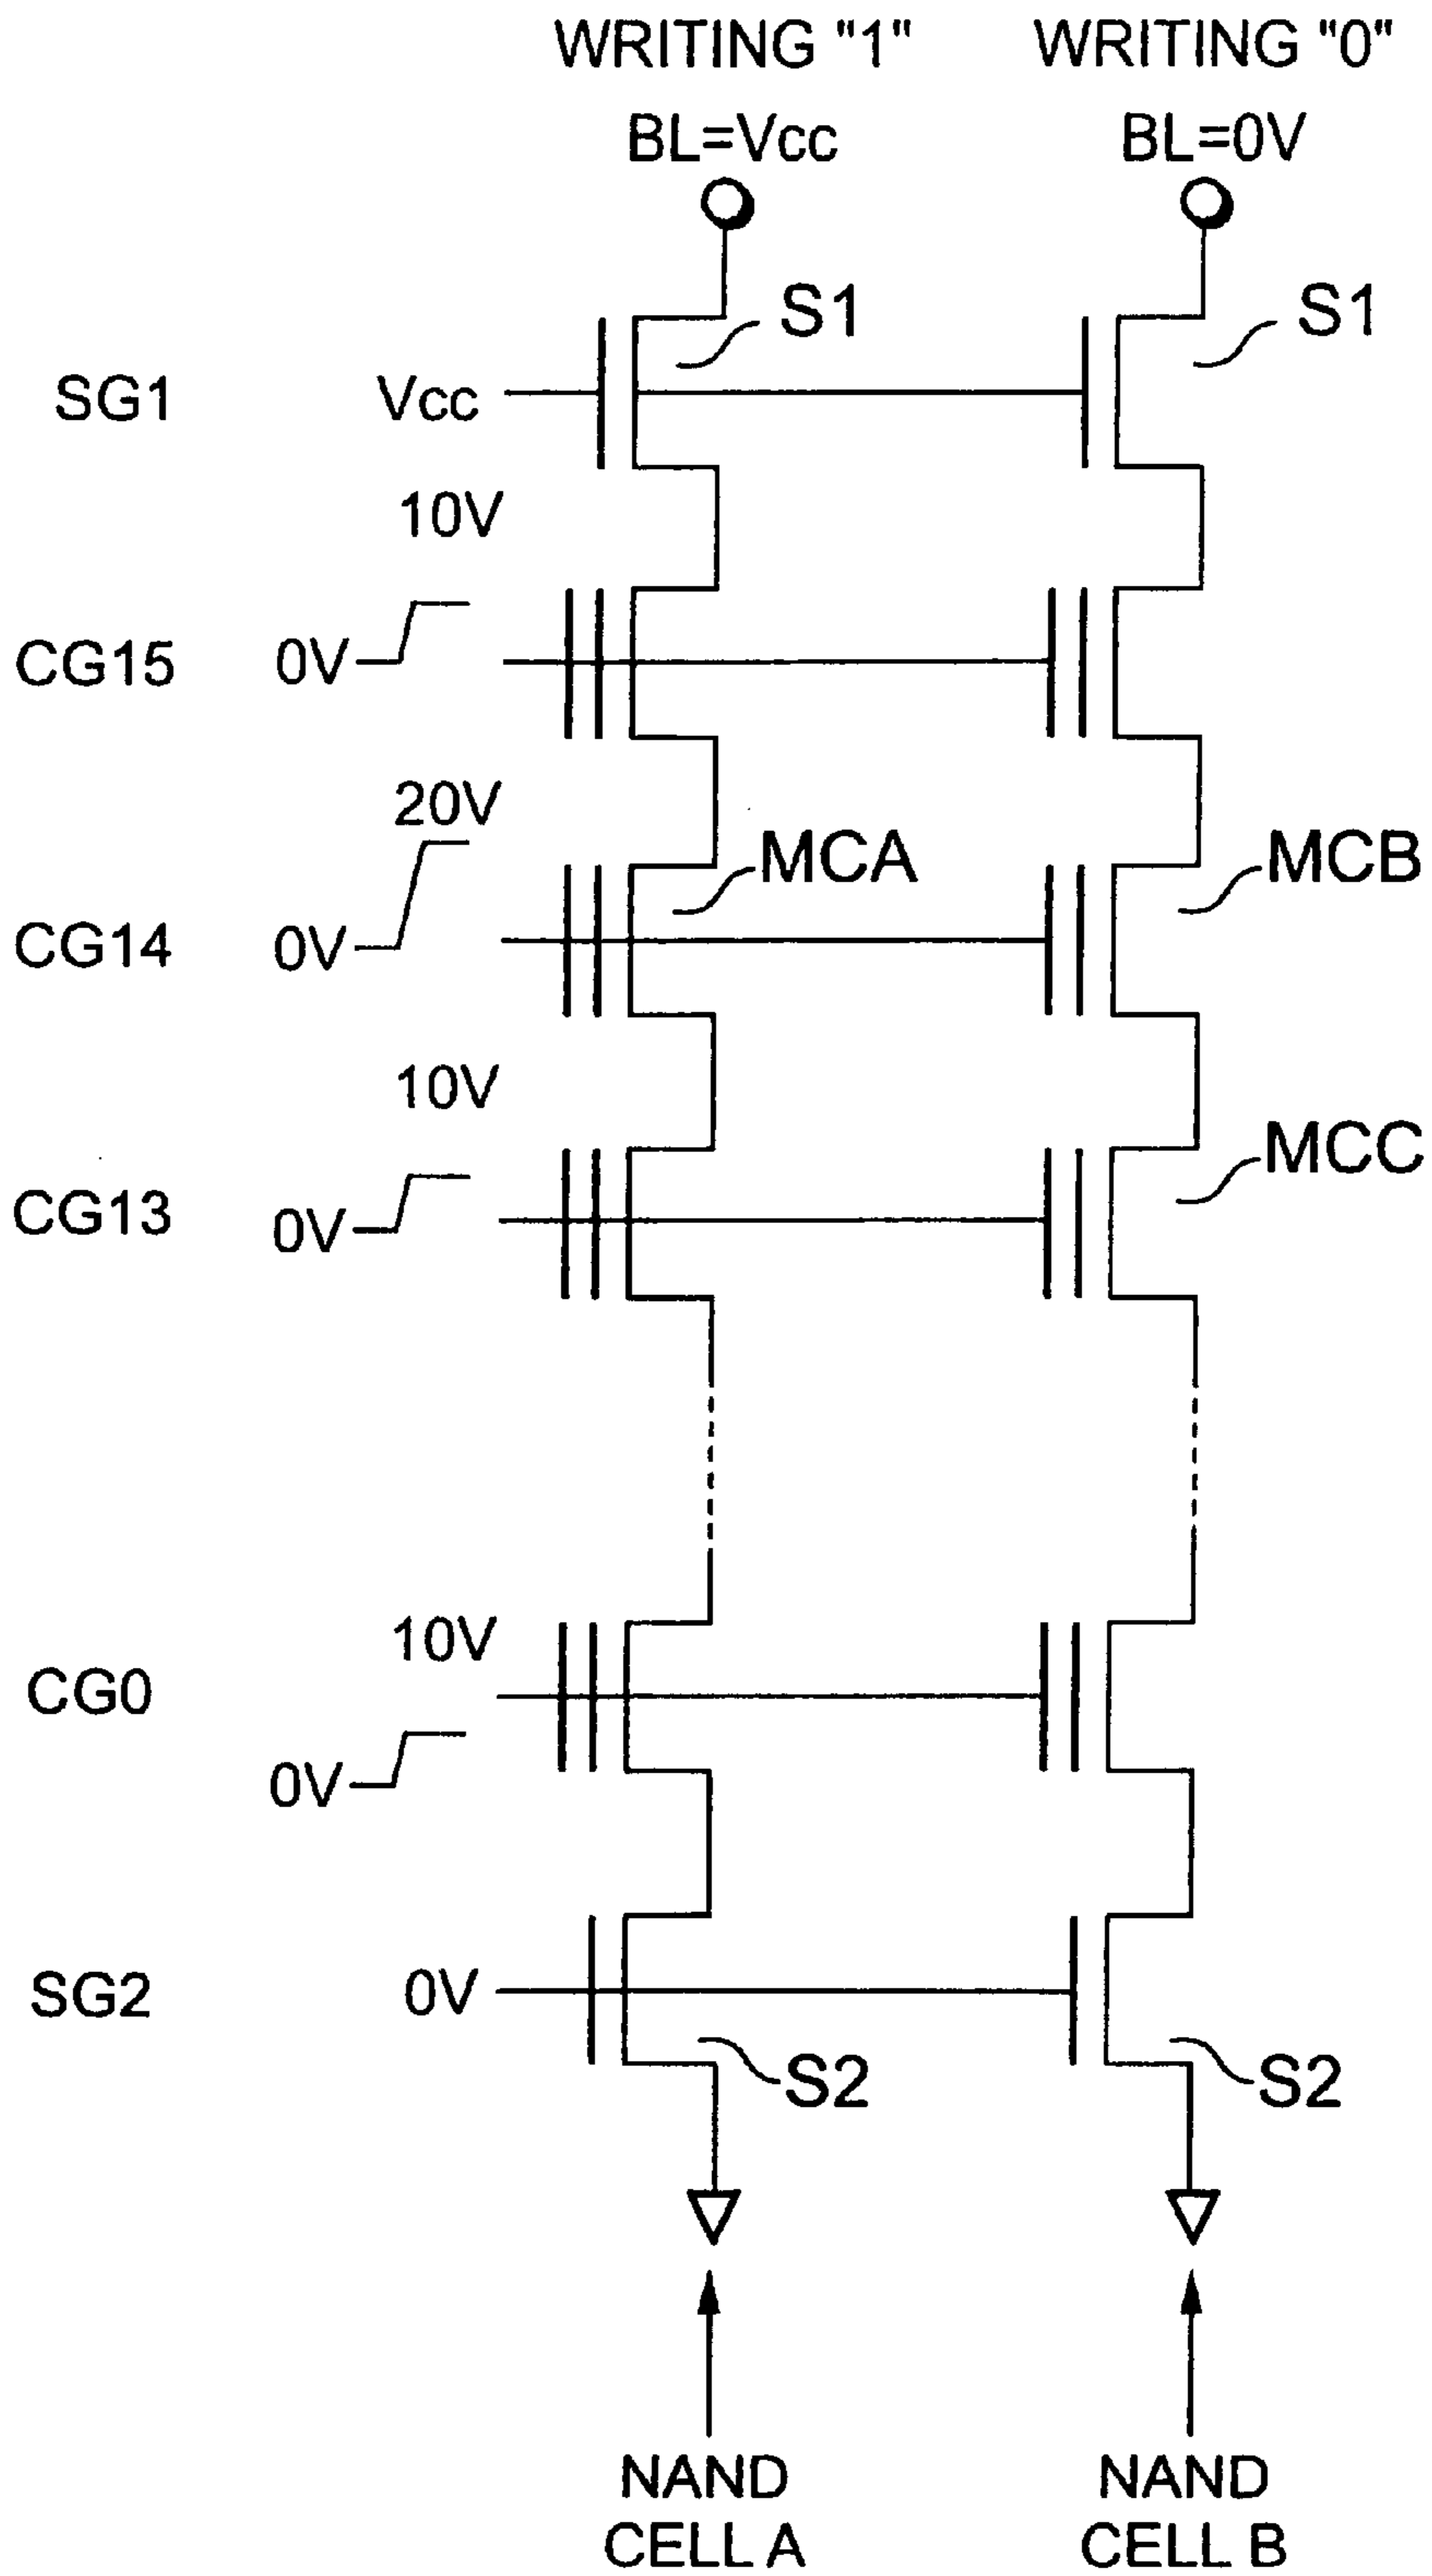 WRITING "1" WRITING "0"
BL=Vcc BL=0V
S1 S1
SG1 Vcc
10V
CG15 0V
20V
MCA MCB
CG14 0V
10V
MCC
CG13 0V
10V
CG0
0V
SG2 0V
S2 S2
NAND NAND
CELL A CELL B